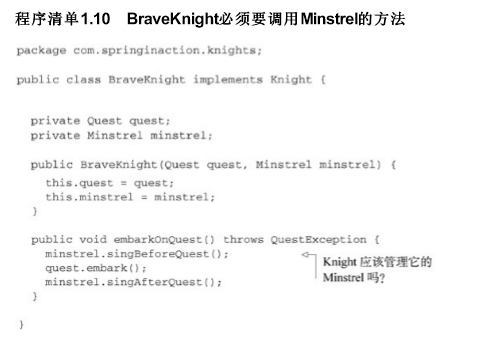 程序清单1.10 BraveKnight必须要调用Minstrel的方法
package com.springinaction.knights;
public class BraveKnight implements Knight {
private Quest quest;
private Minstrel minstrel;
public BraveKnight(Quest quest, Minstrel minstrel) {
this.quest = quest;
this.minstrel = minstrel;
}
public void embarkOnQuest() throws QuestException {
minstrel.singBeforeQuest();
quest.embark();
minstrel.singAfterQuest();
Knight 应该管理它的
Minstrel 吗?
}
}